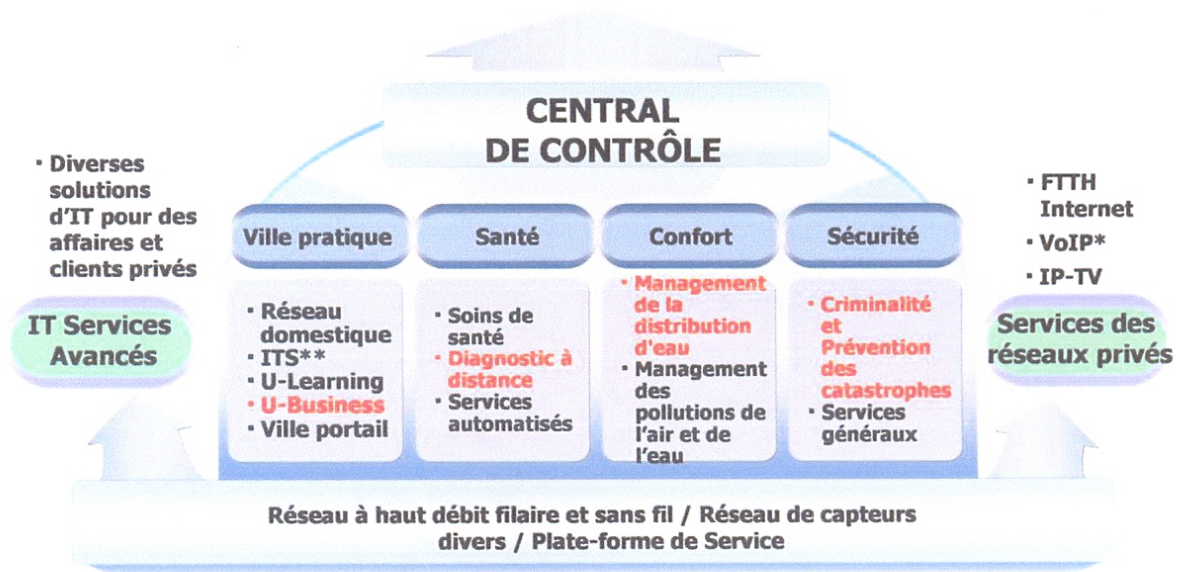 CENTRAL
DE CONTRÔLE
· Diverses
solutions
d'IT pour des
affaires et
clients privés
IT Services
Avancés
Ville pratique
· Réseau
domestique
· ITS**
· U-Learning
· U-Business
· Ville portail
Santé
· Soins de
santé
· Diagnostic à
distance
· Services
automatisés
Confort
· Management
de la
distribution
d'eau
· Management
des
pollutions de
l'air et de
l'eau
Sécurité
· Criminalité
et
Prévention
des
catastrophes
· Services
généraux
· FTTH
Internet
· VoIP*
· IP-TV
Services des
réseaux privés
Réseau à haut débit filaire et sans fil / Réseau de capteurs
divers / Plate-forme de Service